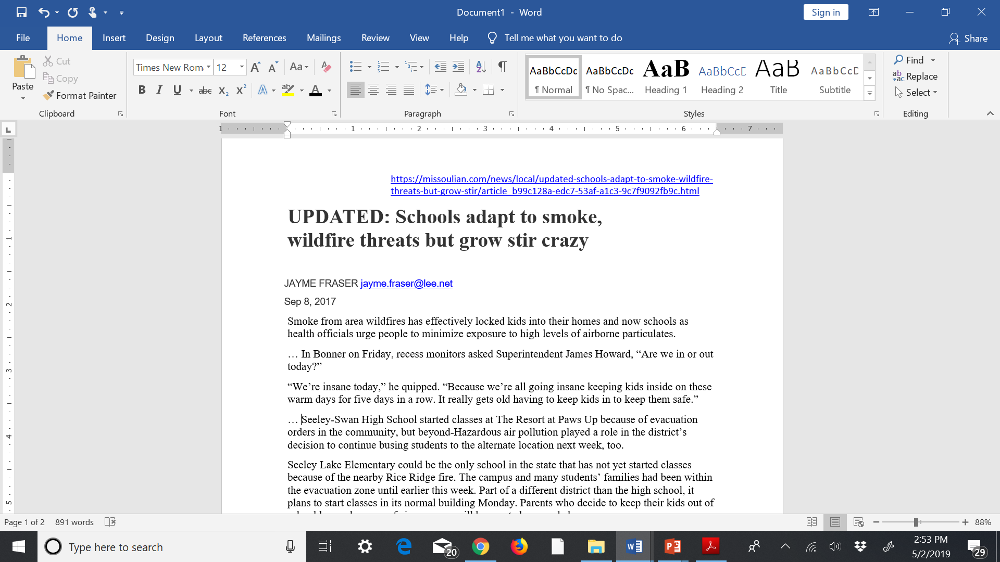 Document1 - Word
Sign in
File Home Insert Design Layout References Mailings Review View Help Tell me what you want to do Share
Paste
Cut
Copy
Format Painter
Clipboard
Times New Rom 12
Font
Paragraph
AaBbCcDc AaBbCcDc AaB AaBbCcD AaB AaBbCcD
¶ Normal ¶ No Spac... Heading 1 Heading 2 Title Subtitle
Styles
Find
Replace
Select
Editing
1 1 2 3 4 5 6 7
https://missoulian.com/news/local/updated-schools-adapt-to-smoke-wildfire-
threats-but-grow-stir/article_b99c128a-edc7-53af-a1c3-9c7f9092fb9c.html
UPDATED: Schools adapt to smoke,
wildfire threats but grow stir crazy
JAYME FRASER jayme.fraser@lee.net
Sep 8, 2017
Smoke from area wildfires has effectively locked kids into their homes and now schools as
health officials urge people to minimize exposure to high levels of airborne particulates.
… In Bonner on Friday, recess monitors asked Superintendent James Howard, “Are we in or out
today?”
“We’re insane today,” he quipped. “Because we’re all going insane keeping kids inside on these
warm days for five days in a row. It really gets old having to keep kids in to keep them safe.”
… Seeley-Swan High School started classes at The Resort at Paws Up because of evacuation
orders in the community, but beyond-Hazardous air pollution played a role in the district’s
decision to continue busing students to the alternate location next week, too.
Seeley Lake Elementary could be the only school in the state that has not yet started classes
because of the nearby Rice Ridge fire. The campus and many students’ families had been within
the evacuation zone until earlier this week. Part of a different district than the high school, it
plans to start classes in its normal building Monday. Parents who decide to keep their kids out of
Page 1 of 2 891 words 88%
Type here to search
20
2:53 PM
5/2/2019
29